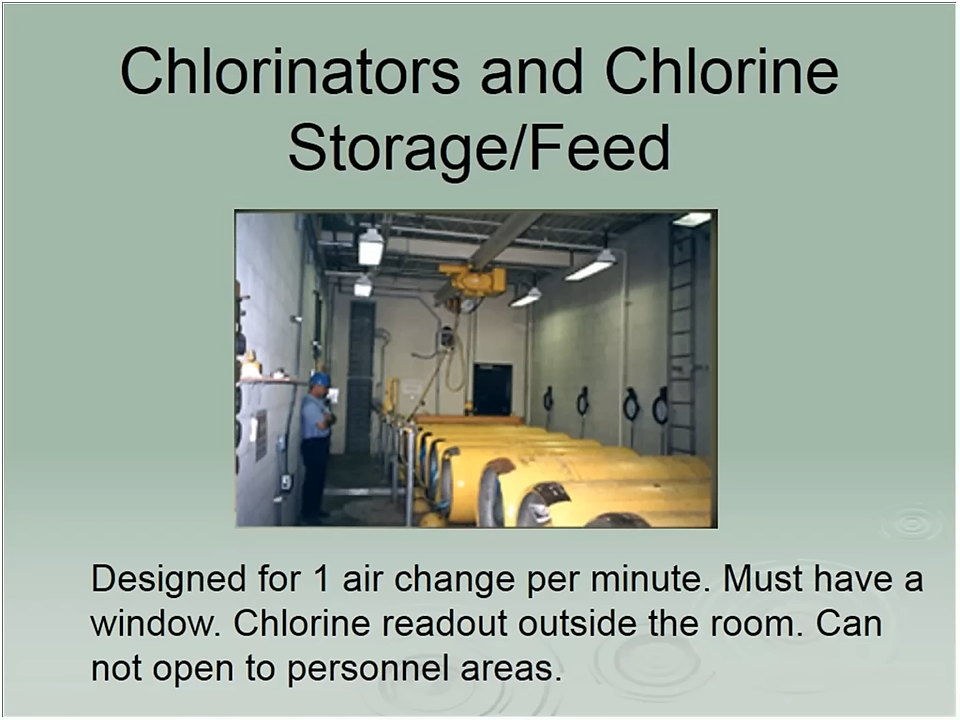 Chlorinators and Chlorine
Storage/Feed
Designed for 1 air change per minute. Must have a
window. Chlorine readout outside the room. Can
not open to personnel areas.